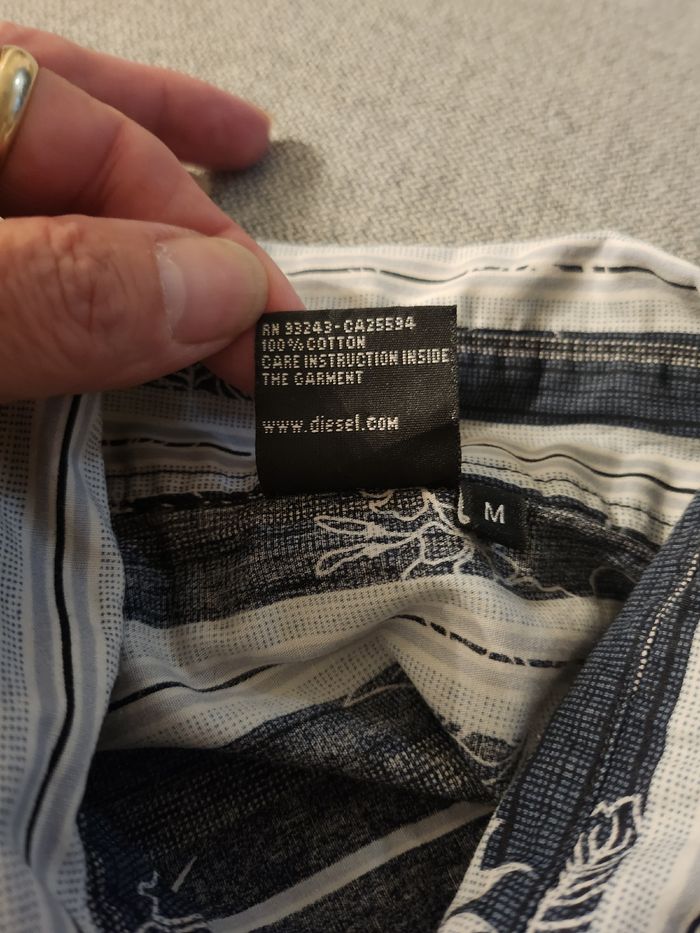 RN 93243-CA25594
100% COTTON
CARE INSTRUCTION INSIDE
THE GARMENT
www.diesel.com
M